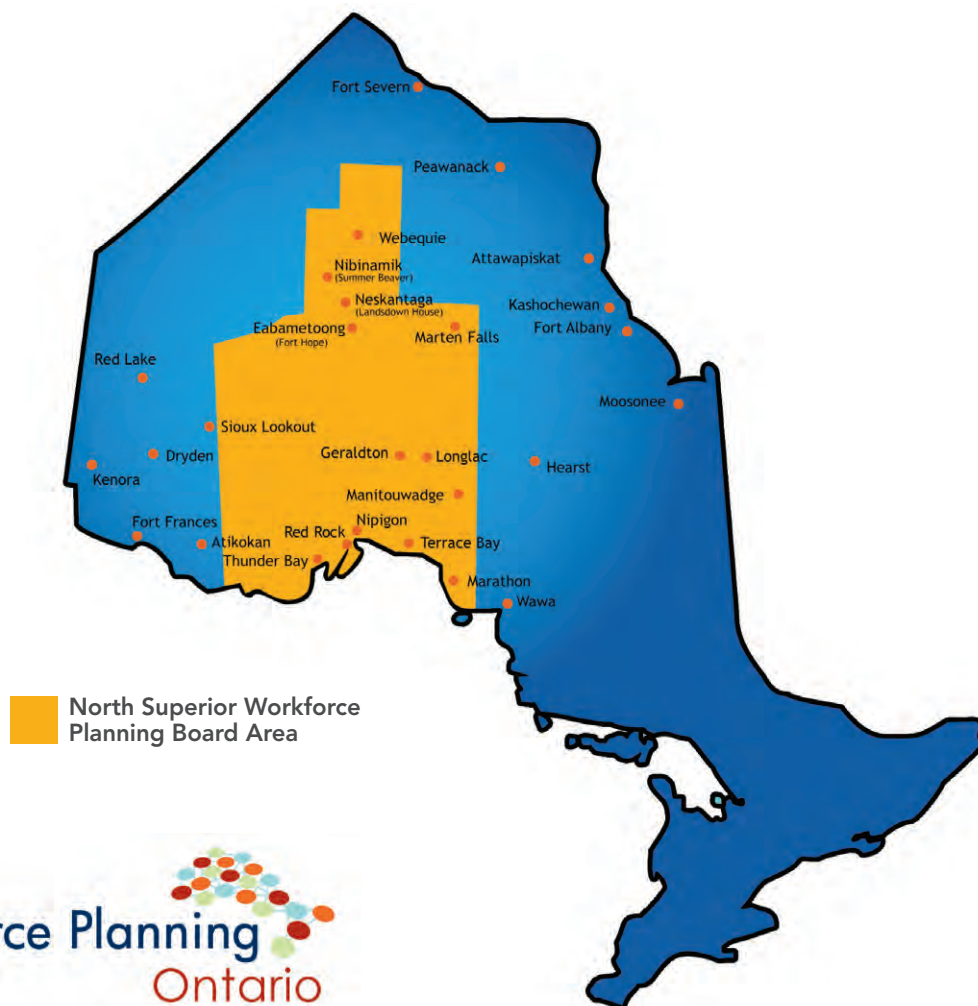 Fort Severn
Peawanack
Webequie
Attawapiskat
Nibinamik
(Summer Beaver)
Neskantaga
(Landsdown House)
Kashochewan
Eabametoong
(Fort Hope)
Marten Falls
Fort Albany
Red Lake
Moosonee
Sioux Lookout
Dryden
Geraldton
Longlac
Hearst
Kenora
Manitouwadge
Fort Frances
Nipigon
Red Rock
Atikokan
Terrace Bay
Thunder Bay
Marathon
Wawa
North Superior Workforce
Planning Board Area
rce Planning
Ontario